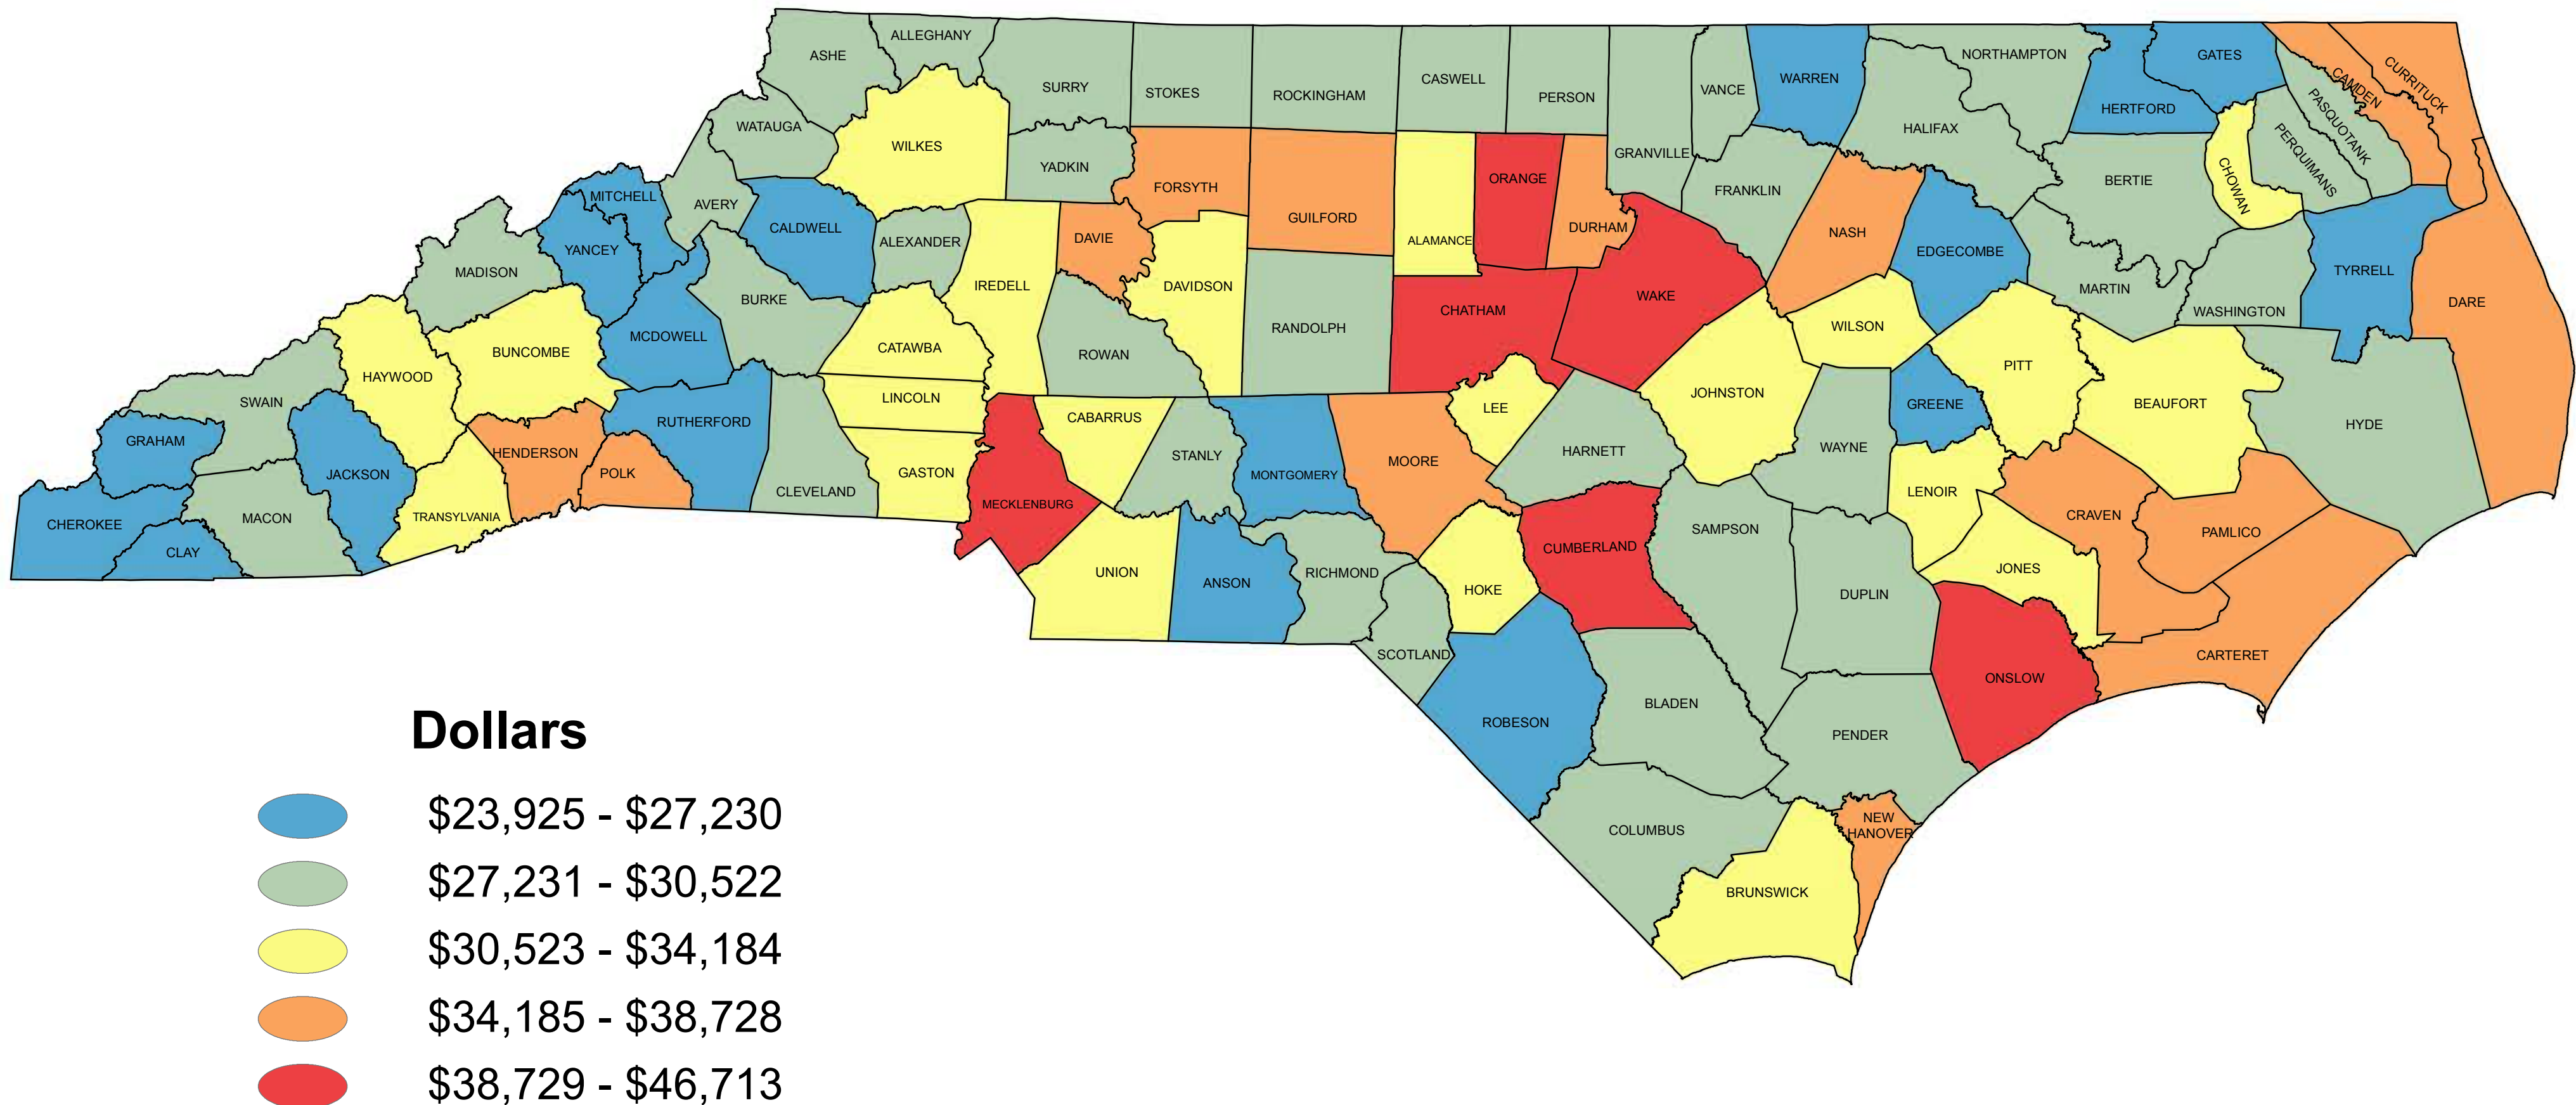 ALLEGHANY
ASHE
SURRY
STOKES
ROCKINGHAM
CASWELL
PERSON
VANCE
WARREN
NORTHAMPTON
GATES
CURRITUCK
CAMDEN
HERTFORD
PASQUOTANK
WATAUGA
WILKES
YADKIN
FORSYTH
GUILFORD
ALAMANCE
ORANGE
DURHAM
GRANVILLE
FRANKLIN
HALIFAX
BERTIE
CHOWAN
PERQUIMANS
MITCHELL
AVERY
CALDWELL
ALEXANDER
DAVIE
NASH
EDGECOMBE
YANCEY
MADISON
BURKE
IREDELL
DAVIDSON
CHATHAM
WAKE
MARTIN
WASHINGTON
TYRRELL
DARE
MCDOWELL
BUNCOMBE
CATAWBA
ROWAN
RANDOLPH
WILSON
PITT
HAYWOOD
SWAIN
LINCOLN
CABARRUS
LEE
JOHNSTON
GREENE
BEAUFORT
HYDE
GRAHAM
RUTHERFORD
HENDERSON
POLK
JACKSON
GASTON
STANLY
MONTGOMERY
MOORE
HARNETT
WAYNE
LENOIR
CLEVELAND
MECKLENBURG
CHEROKEE
MACON
TRANSYLVANIA
CLAY
CRAVEN
PAMLICO
SAMPSON
CUMBERLAND
UNION
ANSON
RICHMOND
HOKE
DUPLIN
JONES
SCOTLAND
CARTERET
ONSLOW
ROBESON
BLADEN
PENDER
COLUMBUS
NEW
HANOVER
BRUNSWICK
Dollars
$23,925 - $27,230
$27,231 - $30,522
$30,523 - $34,184
$34,185 - $38,728
$38,729 - $46,713